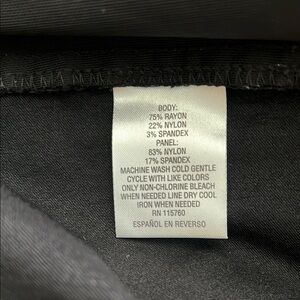 BODY:
75% RAYON
22% NYLON
3% SPANDEX
PANEL:
83% NYLON
17% SPANDEX
MACHINE WASH COLD GENTLE
CYCLE WITH LIKE COLORS
ONLY NON-CHLORINE BLEACH
WHEN NEEDED LINE DRY COOL
IRON WHEN NEEDED
RN 115760
ESPAÑOL EN REVERSO